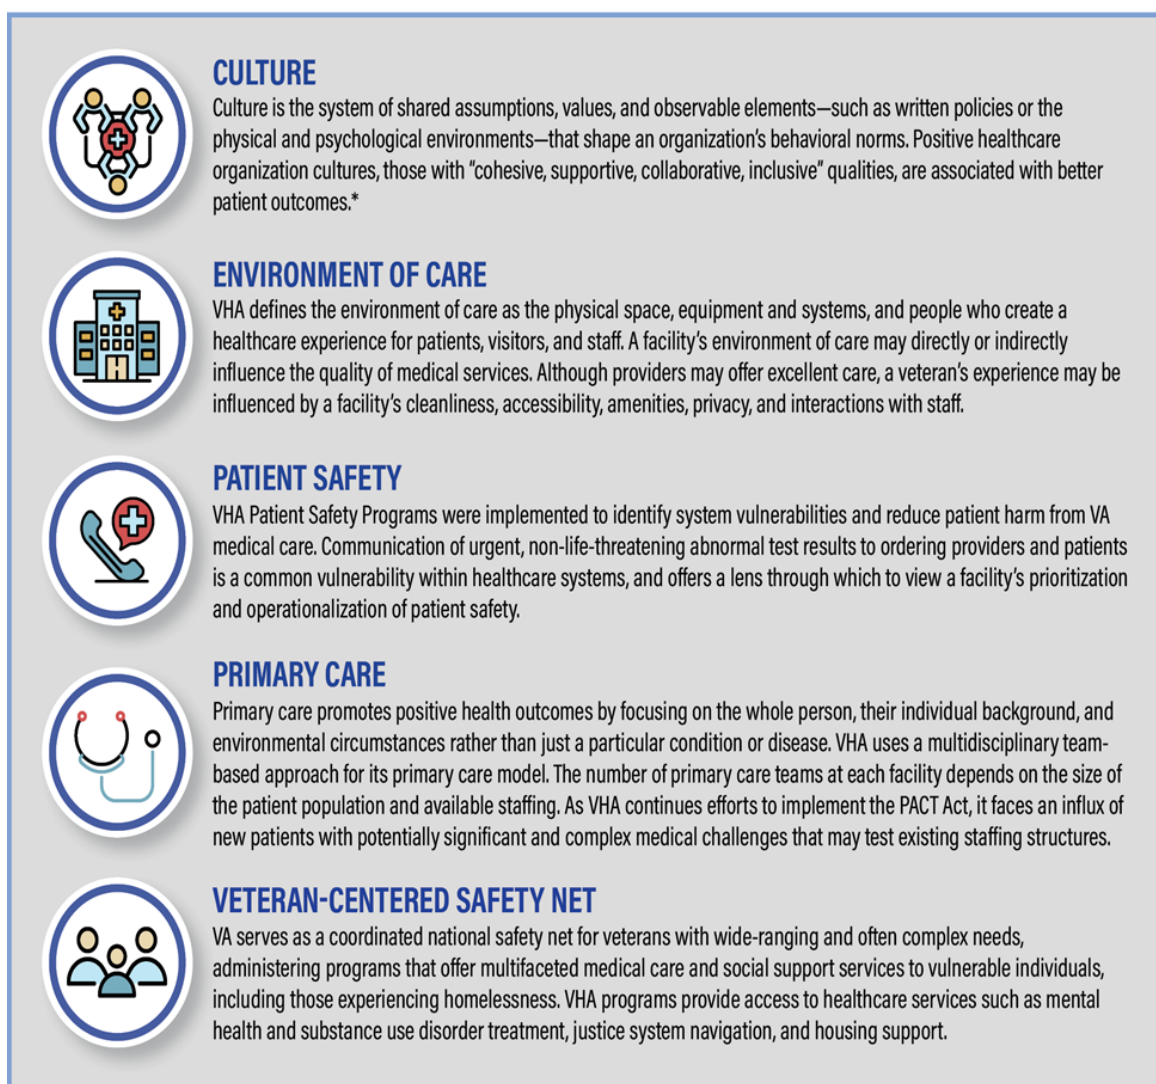 CULTURE
Culture is the system of shared assumptions, values, and observable elements—such as written policies or the
physical and psychological environments—that shape an organization's behavioral norms. Positive healthcare
organization cultures, those with “cohesive, supportive, collaborative, inclusive” qualities, are associated with better
patient outcomes.*
ENVIRONMENT OF CARE
VHA defines the environment of care as the physical space, equipment and systems, and people who create a
healthcare experience for patients, visitors, and staff. A facility's environment of care may directly or indirectly
influence the quality of medical services. Although providers may offer excellent care, a veteran's experience may be
influenced by a facility's cleanliness, accessibility, amenities, privacy, and interactions with staff.
PATIENT SAFETY
VHA Patient Safety Programs were implemented to identify system vulnerabilities and reduce patient harm from VA
medical care. Communication of urgent, non-life-threatening abnormal test results to ordering providers and patients
is a common vulnerability within healthcare systems, and offers a lens through which to view a facility's prioritization
and operationalization of patient safety.
PRIMARY CARE
Primary care promotes positive health outcomes by focusing on the whole person, their individual background, and
environmental circumstances rather than just a particular condition or disease. VHA uses a multidisciplinary team-
based approach for its primary care model. The number of primary care teams at each facility depends on the size of
the patient population and available staffing. As VHA continues efforts to implement the PACT Act, it faces an influx of
new patients with potentially significant and complex medical challenges that may test existing staffing structures.
VETERAN-CENTERED SAFETY NET
VA serves as a coordinated national safety net for veterans with wide-ranging and often complex needs,
administering programs that offer multifaceted medical care and social support services to vulnerable individuals,
including those experiencing homelessness. VHA programs provide access to healthcare services such as mental
health and substance use disorder treatment, justice system navigation, and housing support.